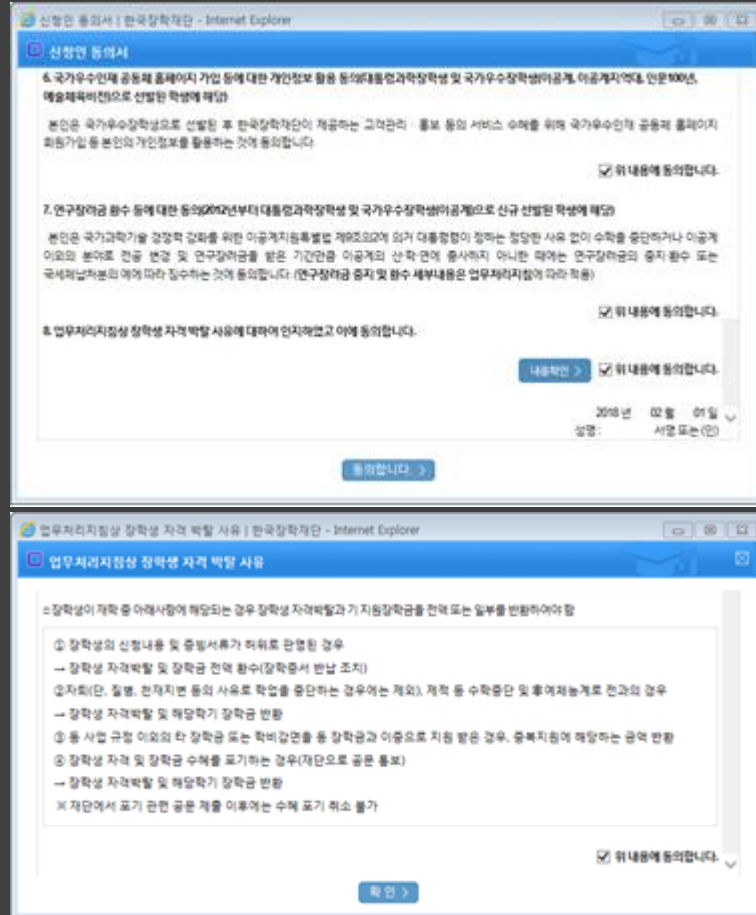 신청인 동의서 | 한국장학재단 - Internet Explorer
신청인 동의서
6. 국가우수인재 공동체 홈페이지 가입 등에 대한 개인정보 활용 동의(대통령과학장학생 및 국가우수장학생(이공계, 이공계지역대, 인문100년,
예술체육비전)으로 선발된 학생에 해당)
본인은 국가우수장학생으로 선발된 후 한국장학재단이 제공하는 고객관리 · 홍보 등의 서비스 수혜를 위해 국가우수인재 공동체 홈페이지
회원가입 등 본인의 개인정보를 활용하는 것에 동의합니다.
위 내용에 동의합니다.
7. 연구장려금 환수 등에 대한 동의(2012년부터 대통령과학장학생 및 국가우수장학생(이공계)으로 신규 선발된 학생에 해당)
본인은 국가과학기술 경쟁력 강화를 위한 이공계지원특별법 제9조의2에 의거 대통령령이 정하는 정당한 사유 없이 수학을 중단하거나 이공계
이외의 분야로 전공 변경 및 연구장려금을 받은 기간만큼 이공계의 산·학·연에 종사하지 아니한 때에는 연구장려금의 중지·환수 또는
국세체납처분의 예에 따라 징수하는 것에 동의합니다. (연구장려금 중지 및 환수 세부내용은 업무처리지침에 따라 적용)
위 내용에 동의합니다.
8. 업무처리지침상 장학생 자격 박탈 사유에 대하여 인지하였고 이에 동의합니다.
내용확인 > 위 내용에 동의합니다.
2018 년 02 월 01 일
성명 : 서명 또는 (인)
동의합니다. >
업무처리지침상 장학생 자격 박탈 사유 | 한국장학재단 - Internet Explorer
업무처리지침상 장학생 자격 박탈 사유
○ 장학생이 재학 중 아래사항에 해당되는 경우 장학생 자격박탈과 기 지원장학금을 전액 또는 일부를 반환하여야 함
① 장학생의 신청내용 및 증빙서류가 허위로 판명된 경우
→ 장학생 자격박탈 및 장학금 전액 환수(장학증서 반납 조치)
②자퇴(단, 질병, 천재지변 등의 사유로 학업을 중단하는 경우에는 제외), 제적 등 수학중단 및 非예체능계로 전과의 경우
→ 장학생 자격박탈 및 해당학기 장학금 반환
③ 동 사업 규정 이외의 타 장학금 또는 학비감면을 동 장학금과 이중으로 지원 받은 경우, 중복지원에 해당하는 금액 반환
④ 장학생 자격 및 장학금 수혜를 포기하는 경우(재단으로 공문 통보)
→ 장학생 자격박탈 및 해당학기 장학금 반환
※ 재단에서 포기 관련 공문 제출 이후에는 수혜 포기 취소 불가
위 내용에 동의합니다.
확인 >